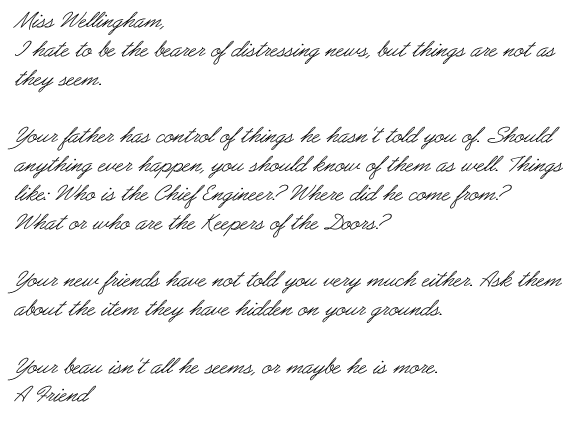 Miss Wellingham,
I hate to be the bearer of distressing news, but things are not as
they seem.
Your father has control of things he hasn't told you of. Should
anything ever happen, you should know of them as well. Things
like: Who is the Chief Engineer? Where did he come from?
What or who are the Keepers of the Doors?
Your new friends have not told you very much either. Ask them
about the item they have hidden on your grounds.
Your beau isn't all he seems, or maybe he is more.
A Friend